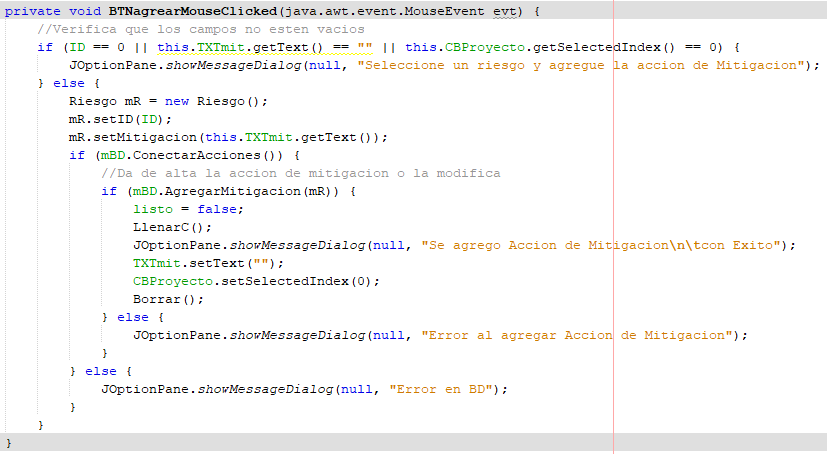 private void BTNagrearMouseClicked(java.awt.event.MouseEvent evt) {
    //Verifica que los campos no esten vacios
    if (ID == 0 || this.TXTmit.getText() == "" || this.CBProyecto.getSelectedIndex() == 0) {
        JOptionPane.showMessageDialog(null, "Seleccione un riesgo y agregue la accion de Mitigacion");
    } else {
        Riesgo mR = new Riesgo();
        mR.setID(ID);
        mR.setMitigacion(this.TXTmit.getText());
        if (mBD.ConectarAcciones()) {
            //Da de alta la accion de mitigacion o la modifica
            if (mBD.AgregarMitigacion(mR)) {
                listo = false;
                LlenarC();
                JOptionPane.showMessageDialog(null, "Se agrego Accion de Mitigacion\n\tcon Exito");
                TXTmit.setText("");
                CBProyecto.setSelectedIndex(0);
                Borrar();
            } else {
                JOptionPane.showMessageDialog(null, "Error al agregar Accion de Mitigacion");
            }
        } else {
            JOptionPane.showMessageDialog(null, "Error en BD");
        }
    }
}